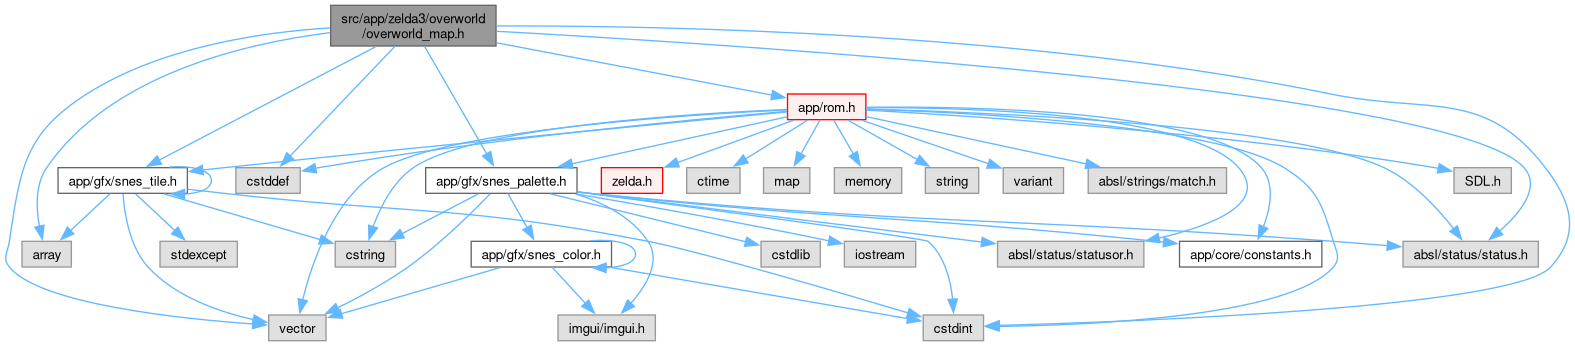 src/app/zelda3/overworld
/overworld_map.h
app/rom.h
app/gfx/snes_tile.h
cstddef
app/gfx/snes_palette.h
zelda.h
ctime
map
memory
string
variant
absl/strings/match.h
SDL.h
array
stdexcept
cstring
app/gfx/snes_color.h
cstdlib
iostream
absl/status/statusor.h
app/core/constants.h
absl/status/status.h
vector
imgui/imgui.h
cstdint